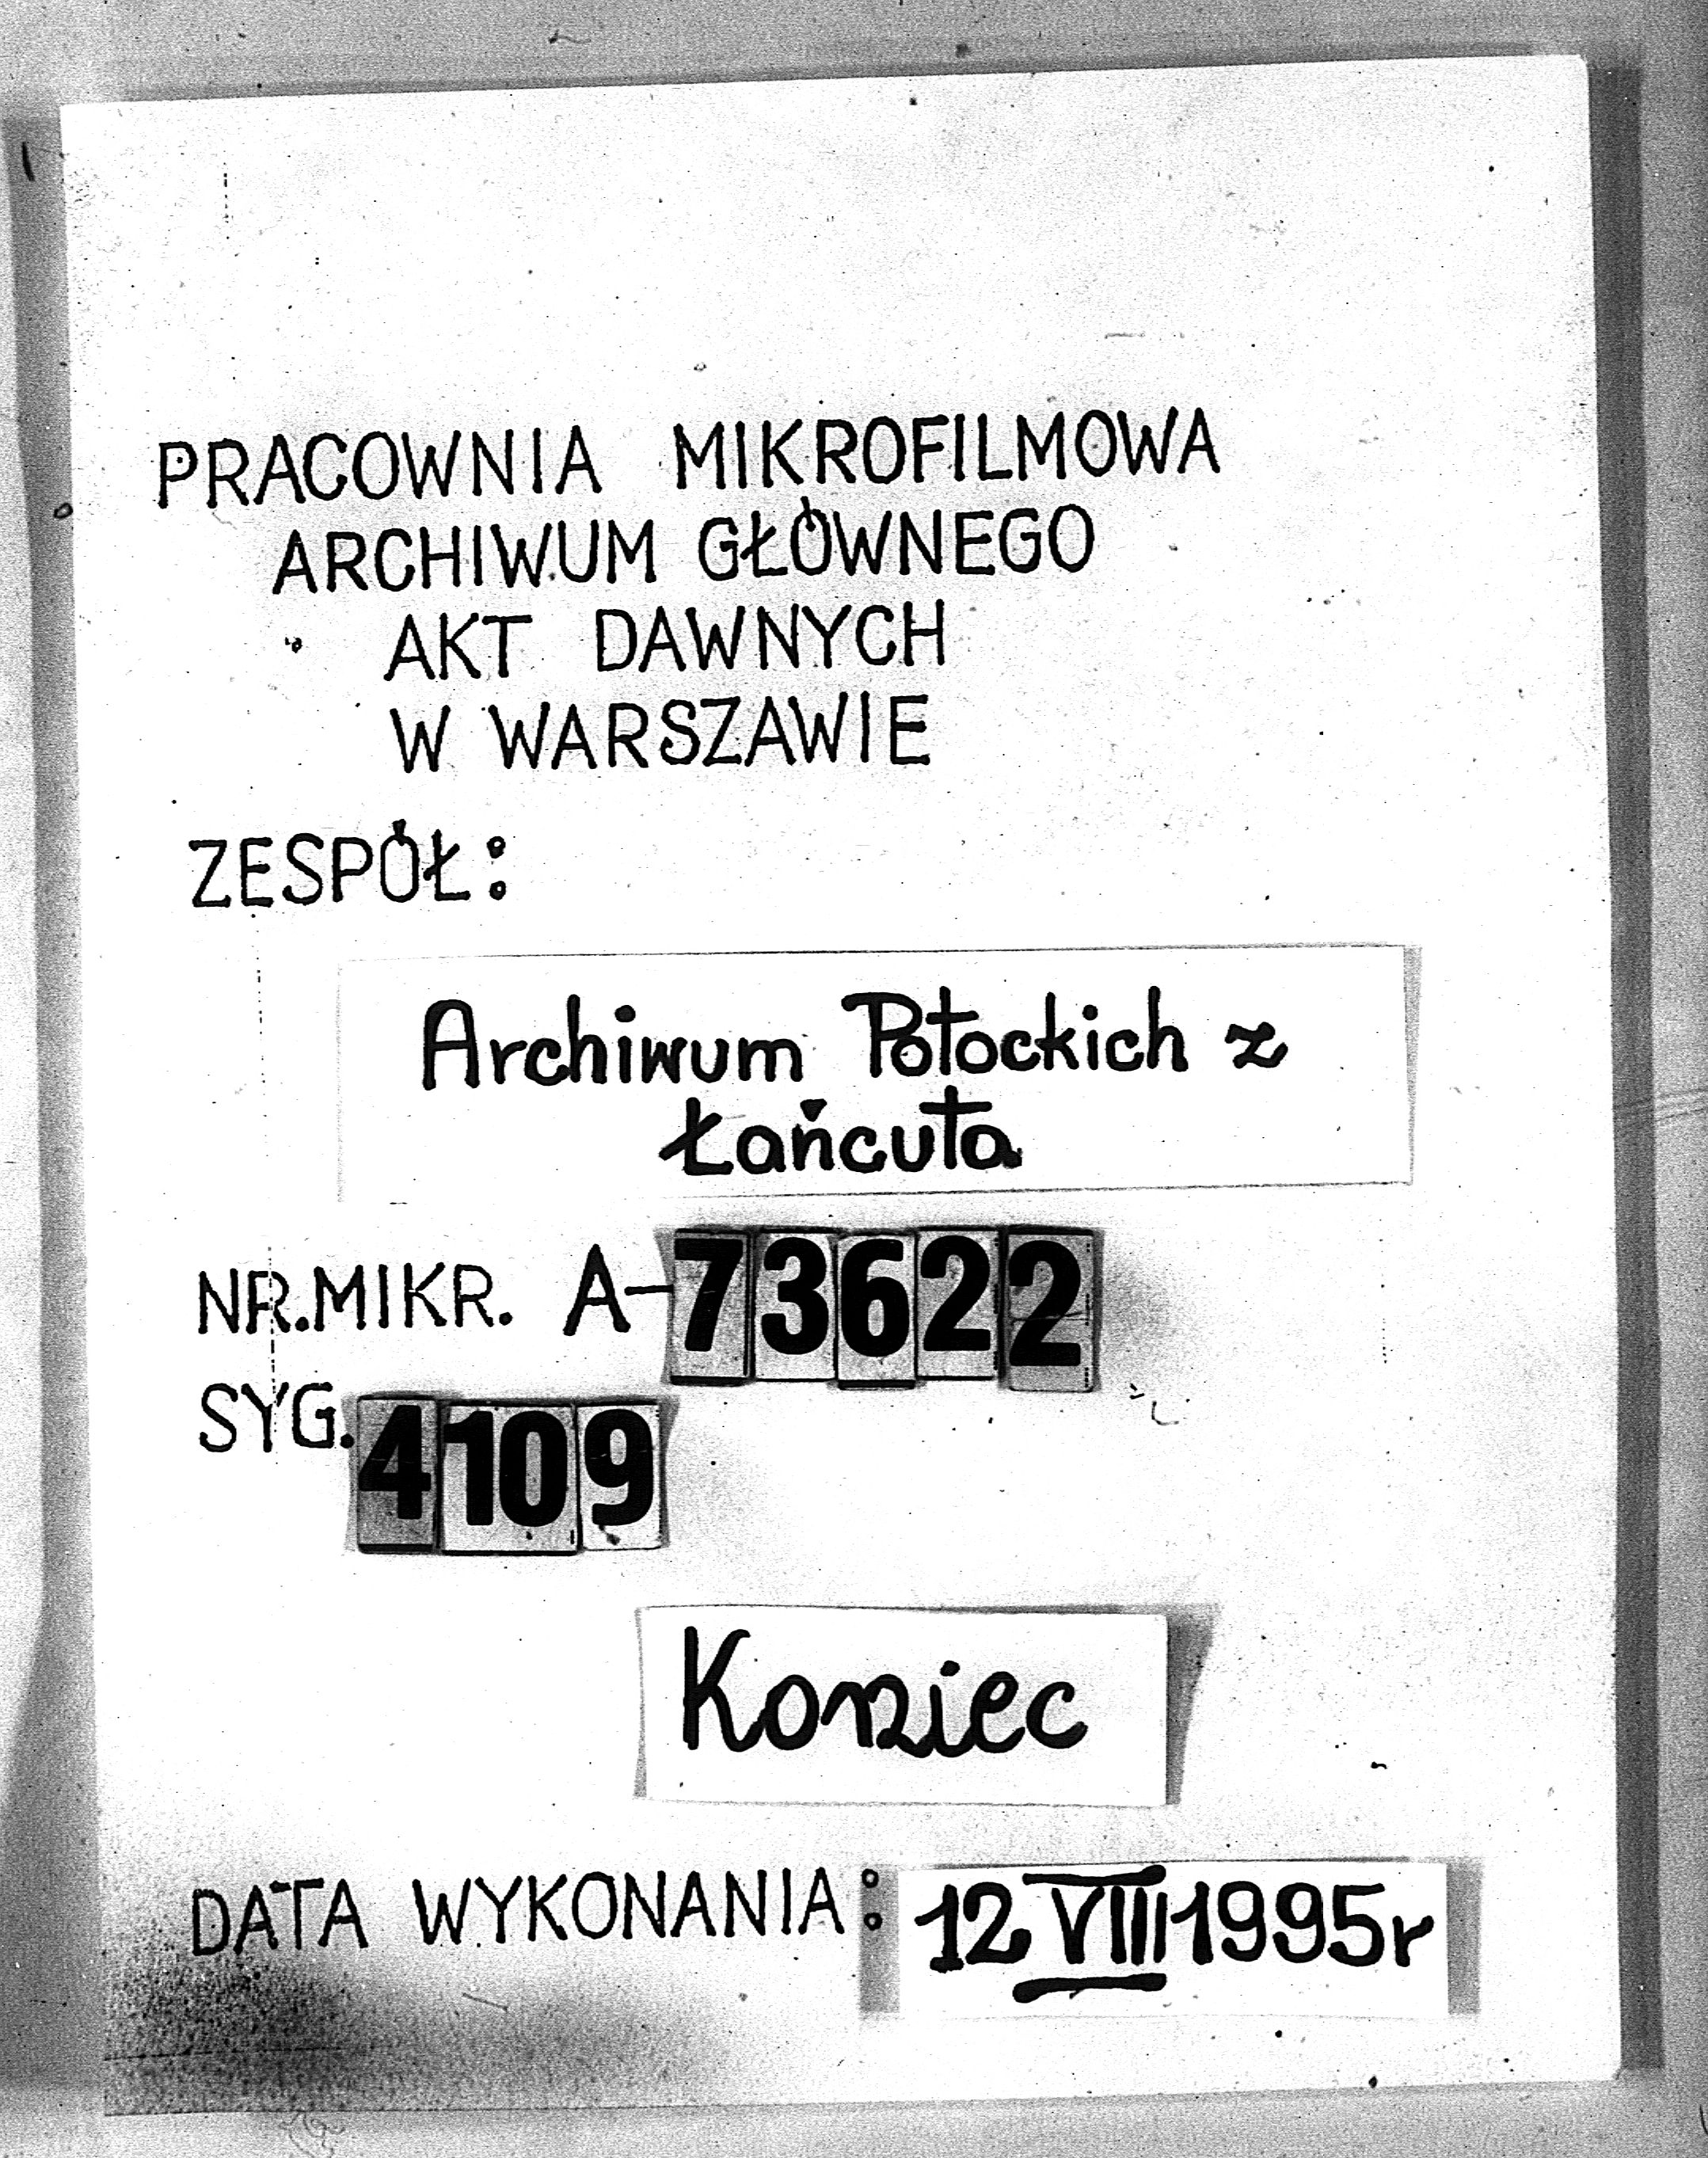 PRACOWNIA MIKROFILMOWA
ARCHIWUM GŁÓWNEGO
AKT DAWNYCH
W WARSZAWIE
ZESPÓŁ:
Archiwum Potockich z
Łańcuta
NR.MIKR. A-73622
SYG. 4109
Koniec
DATA WYKONANIA: 12 VIII 1995r